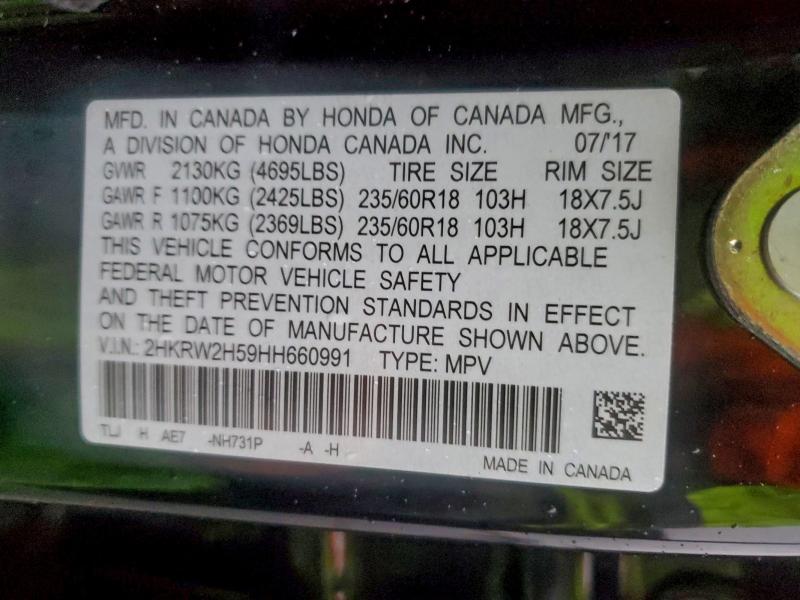 MFD. IN CANADA BY HONDA OF CANADA MFG.,
A DIVISION OF HONDA CANADA INC. 07/'17
GVWR 2130KG (4695LBS) TIRE SIZE RIM SIZE
GAWR F 1100KG (2425LBS) 235/60R18 103H 18X7.5J
GAWR R 1075KG (2369LBS) 235/60R18 103H 18X7.5J
THIS VEHICLE CONFORMS TO ALL APPLICABLE
FEDERAL MOTOR VEHICLE SAFETY
AND THEFT PREVENTION STANDARDS IN EFFECT
ON THE DATE OF MANUFACTURE SHOWN ABOVE.
V.I.N.: 2HKRW2H59HH660991 TYPE: MPV
TLJ H AE7 -NH731P -A -H
MADE IN CANADA